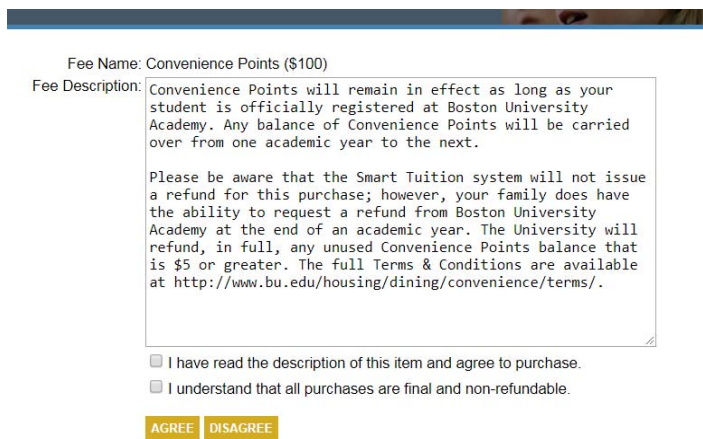 Fee Name: Convenience Points ($100)
Fee Description:
Convenience Points will remain in effect as long as your
student is officially registered at Boston University
Academy. Any balance of Convenience Points will be carried
over from one academic year to the next.
Please be aware that the Smart Tuition system will not issue
a refund for this purchase; however, your family does have
the ability to request a refund from Boston University
Academy at the end of an academic year. The University will
refund, in full, any unused Convenience Points balance that
is $5 or greater. The full Terms & Conditions are available
at http://www.bu.edu/housing/dining/convenience/terms/.
I have read the description of this item and agree to purchase.
I understand that all purchases are final and non-refundable.
AGREE DISAGREE